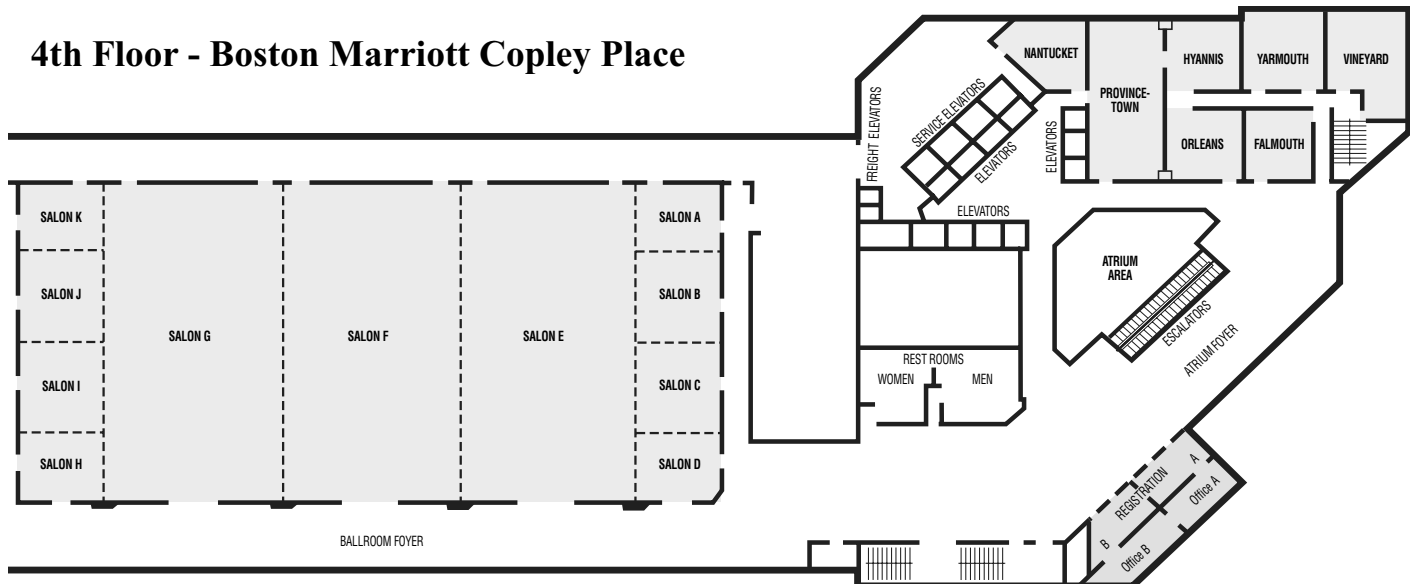 4th Floor - Boston Marriott Copley Place
NANTUCKET
PROVINCE-
TOWN
HYANNIS
YARMOUTH
VINEYARD
ORLEANS
FALMOUTH
FREIGHT ELEVATORS
SERVICE ELEVATORS
ELEVATORS
ELEVATORS
ELEVATORS
SALON K
SALON J
SALON I
SALON H
SALON G
SALON F
SALON E
SALON A
SALON B
SALON C
SALON D
ATRIUM
AREA
ESCALATORS
ATRIUM FOYER
REST ROOMS
WOMEN
MEN
REGISTRATION
A
B
Office A
Office B
BALLROOM FOYER